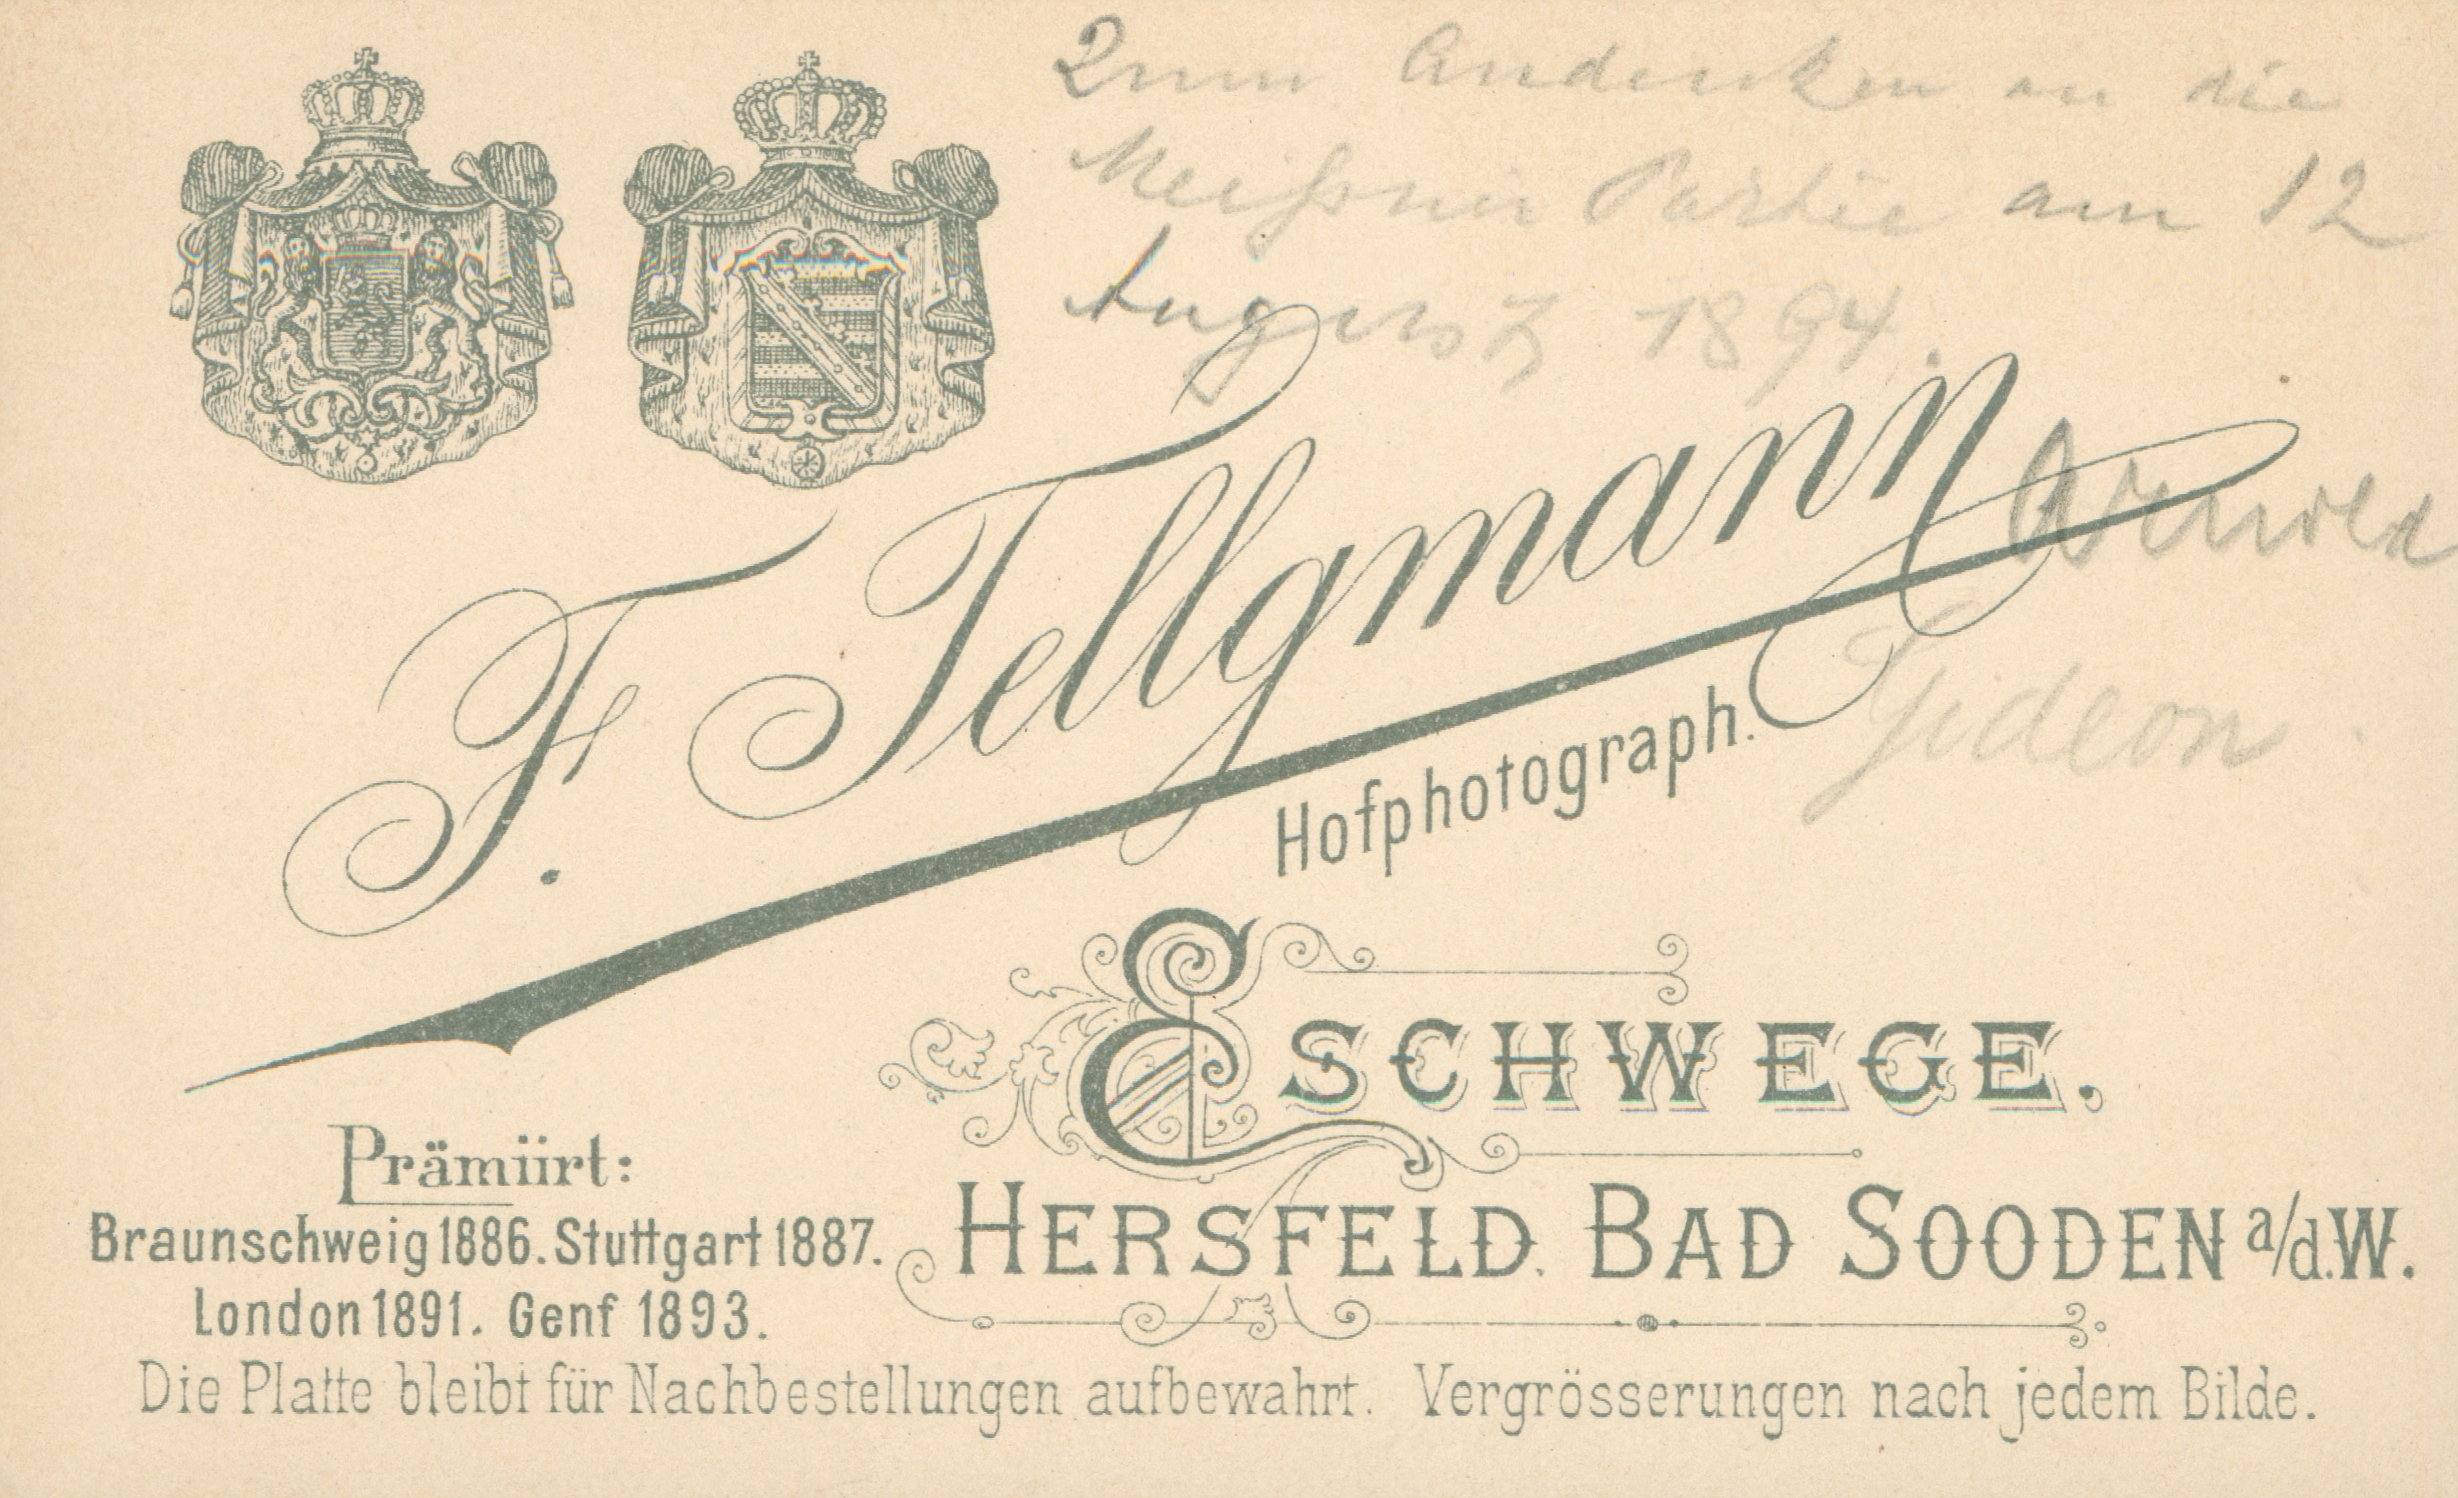 Zum Andenken an die
Meißner Partie am 12
August 1894.
Arnold
Gideon.
F. Tellgmann
Hofphotograph.
ESCHWEGE.
HERSFELD. BAD SOODEN a/d.W.
Prämiirt:
Braunschweig 1886. Stuttgart 1887.
London 1891. Genf 1893.
Die Platte bleibt für Nachbestellungen aufbewahrt. Vergrösserungen nach jedem Bilde.